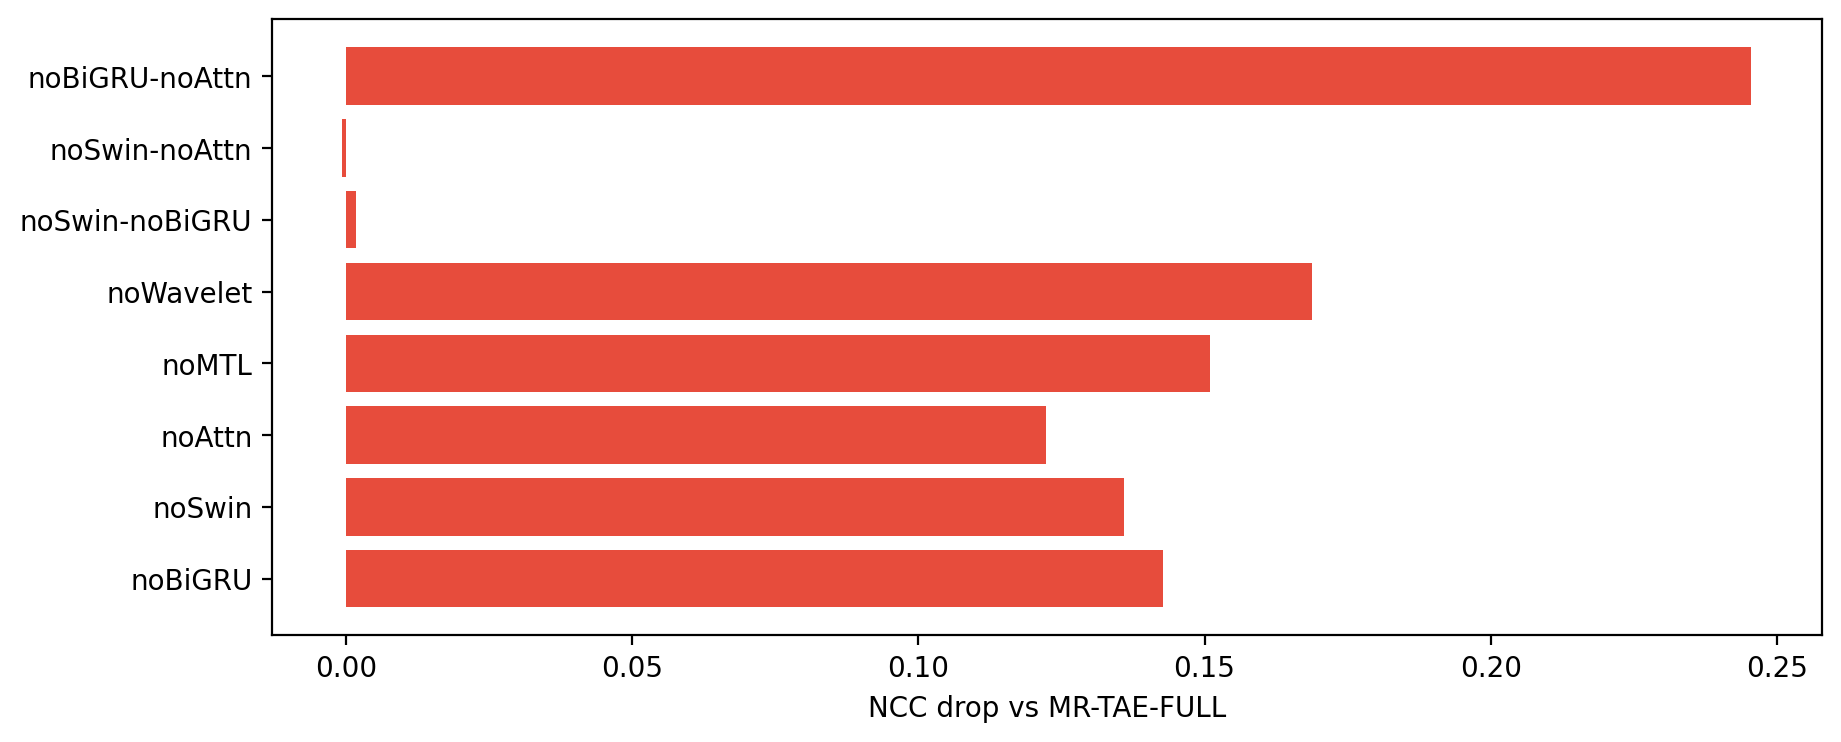 noBiGRU-noAttn
noSwin-noAttn
noSwin-noBiGRU
noWavelet
noMTL
noAttn
noSwin
noBiGRU
0.00 0.05 0.10 0.15 0.20 0.25
NCC drop vs MR-TAE-FULL